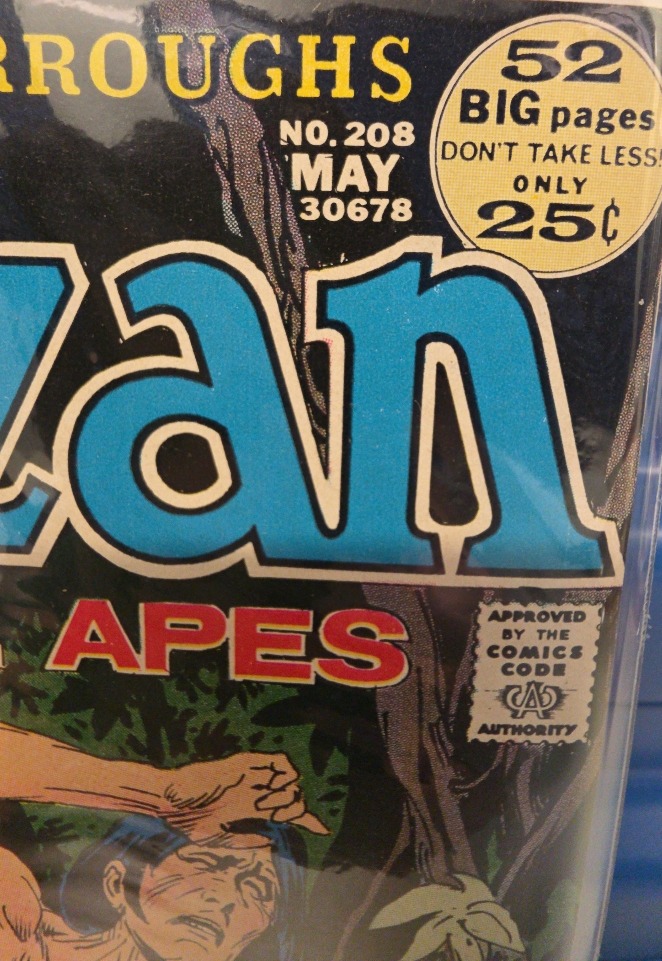 RROUGHS
NO. 208
MAY
30678
52
BIG pages
DON'T TAKE LESS!
ONLY
25¢
zan
APES
APPROVED
BY THE
COMICS
CODE
CA
AUTHORITY